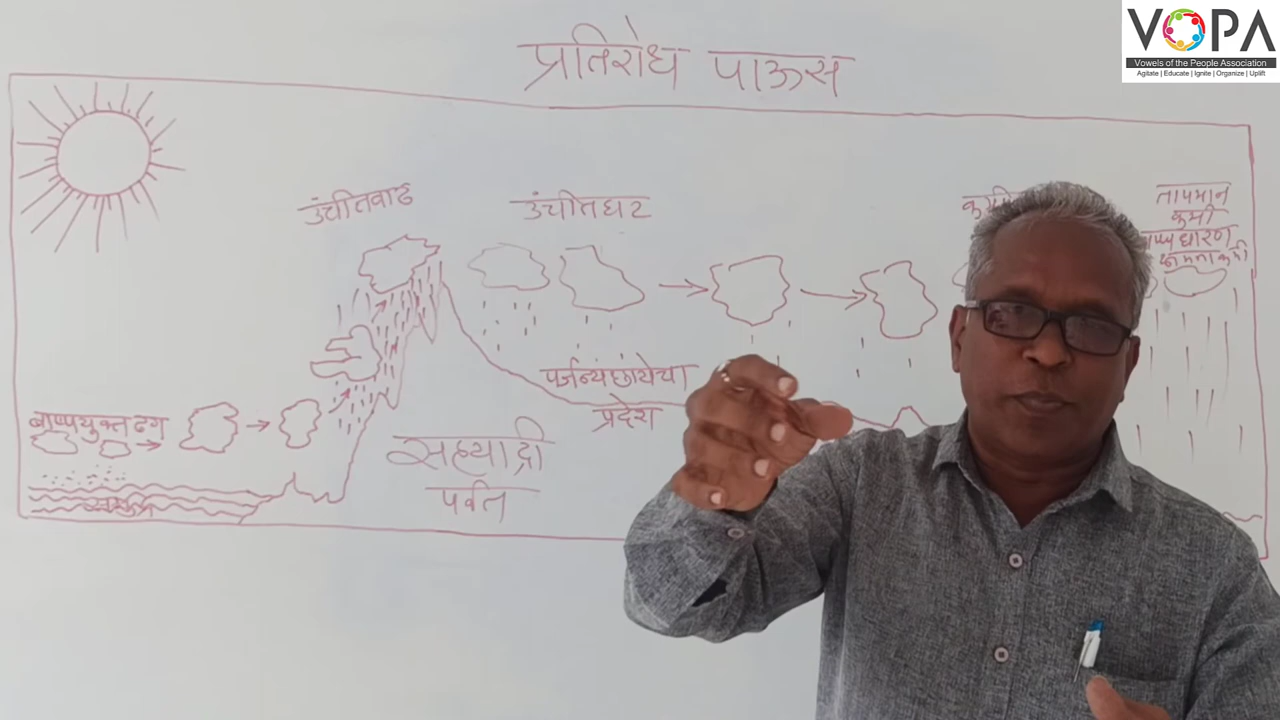 VOPA
Vowels of the People Association
Agitate | Educate | Ignite | Organize | Uplift
प्रतिरोध पाऊस
उंचीतवाढ
उंचीतघट
तापमान
कमी
पर्जन्यछायेचा
प्रदेश
बाष्पयुक्त ढग
सह्याद्री
पर्वत